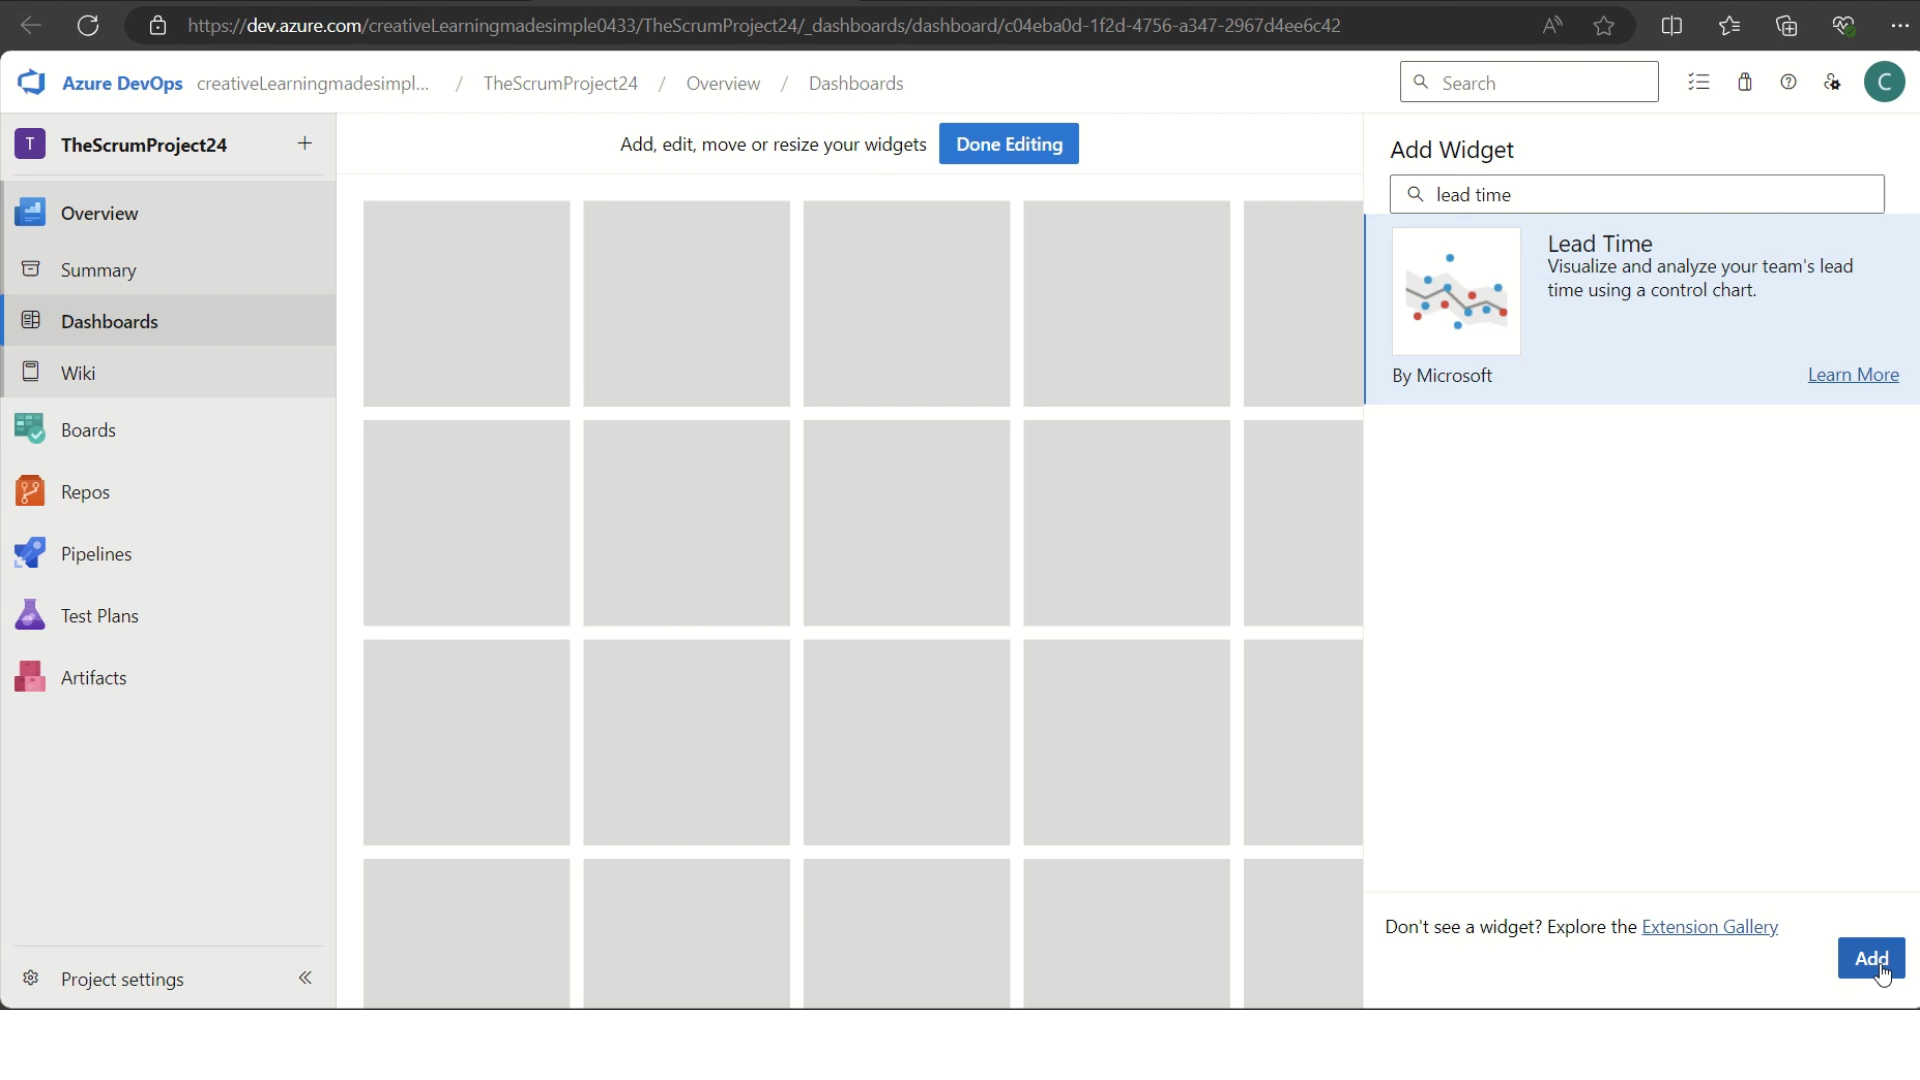 https://dev.azure.com/creativeLearningmadesimple0433/TheScrumProject24/_dashboards/dashboard/c04eba0d-1f2d-4756-a347-2967d4ee6c42
Azure DevOps creativeLearningmadesimpl... / TheScrumProject24 / Overview / Dashboards
Search
C
T TheScrumProject24 +
Add, edit, move or resize your widgets Done Editing
Add Widget
lead time
Overview
Summary
Dashboards
Wiki
Boards
Repos
Pipelines
Test Plans
Artifacts
Project settings
Lead Time
Visualize and analyze your team's lead
time using a control chart.
By Microsoft Learn More
Don't see a widget? Explore the Extension Gallery
Add